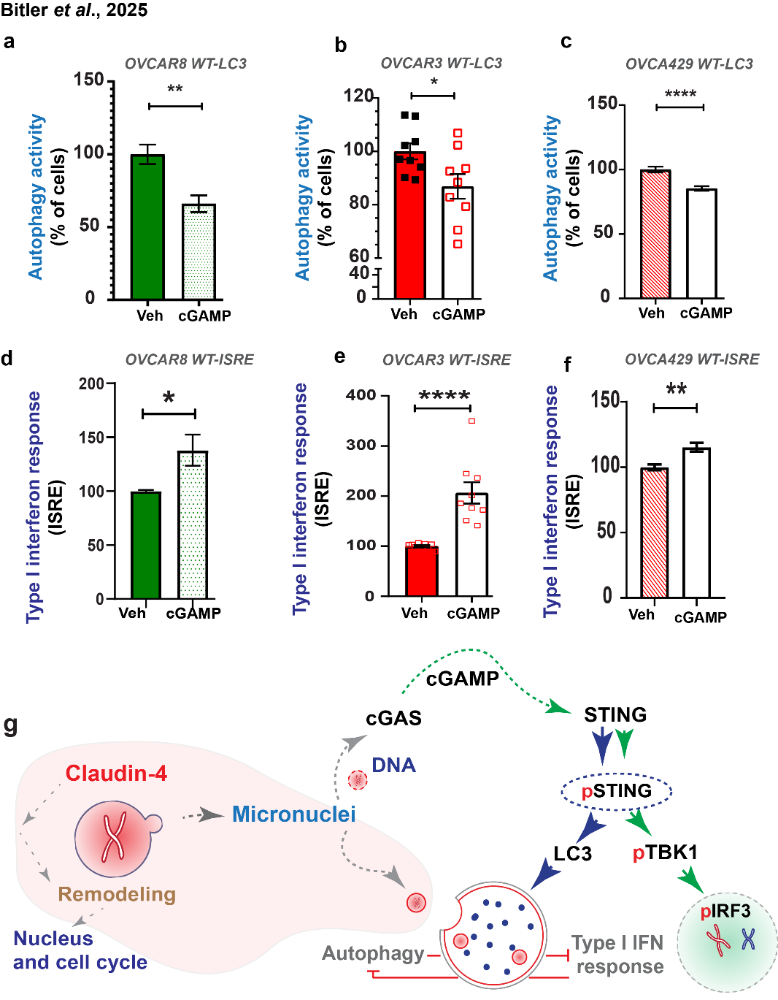 Bitler et al., 2025
a
OVCAR8 WT-LC3
Autophagy activity
(% of cells)
150
100
50
0
**
Veh cGAMP
b
OVCAR3 WT-LC3
Autophagy activity
(% of cells)
120
100
80
60
40
0
*
Veh cGAMP
c
OVCA429 WT-LC3
Autophagy activity
(% of cells)
150
100
50
0
****
Veh cGAMP
d
OVCAR8 WT-ISRE
Type I interferon response
(ISRE)
200
150
100
50
0
*
Veh cGAMP
e
OVCAR3 WT-ISRE
Type I interferon response
(ISRE)
400
300
200
100
0
****
Veh cGAMP
f
OVCA429 WT-ISRE
Type I interferon response
(ISRE)
150
100
50
0
**
Veh cGAMP
g
cGAMP
cGAS
STING
DNA
Claudin-4
pSTING
Micronuclei
LC3
pTBK1
Remodeling
pIRF3
Nucleus
and cell cycle
Autophagy
Type I IFN
response